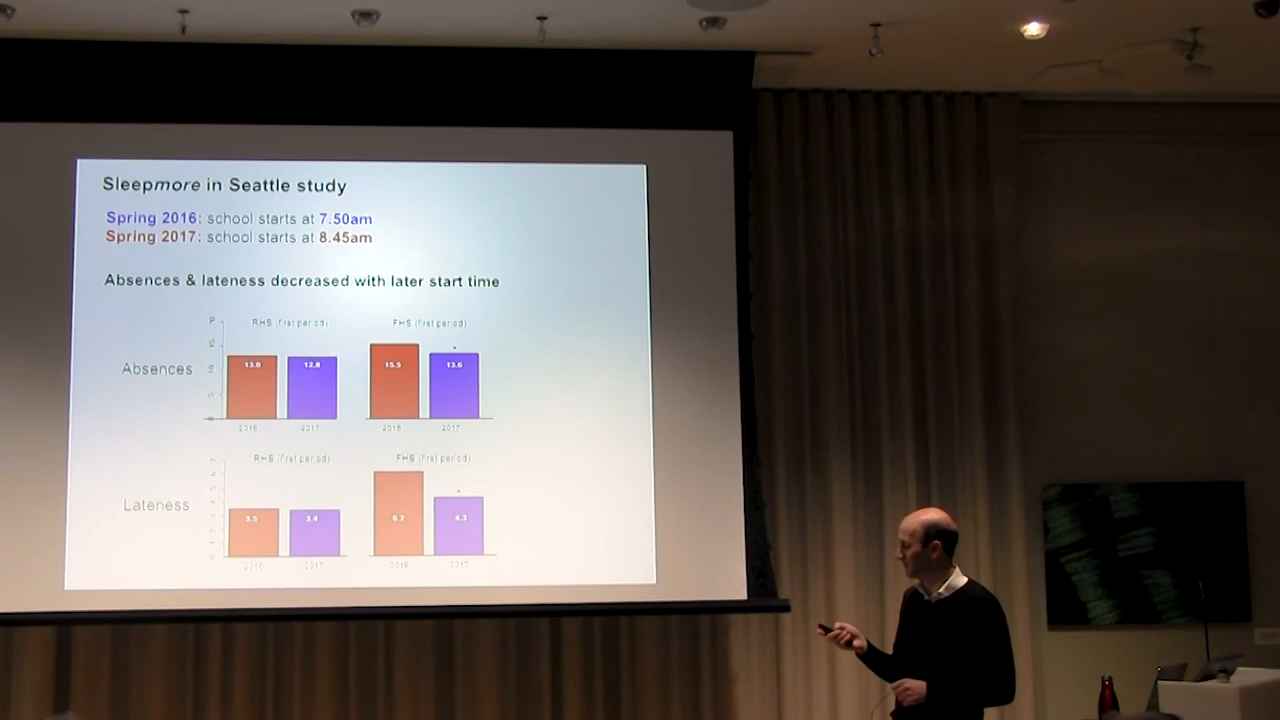 Sleepmore in Seattle study
Spring 2016: school starts at 7.50am
Spring 2017: school starts at 8.45am
Absences & lateness decreased with later start time
RHS (first period)
FHS (first period)
Absences
13.0
12.8
15.5
13.6
2016
2017
2016
2017
RHS (first period)
FHS (first period)
Lateness
3.5
3.4
6.2
4.3
2016
2017
2016
2017